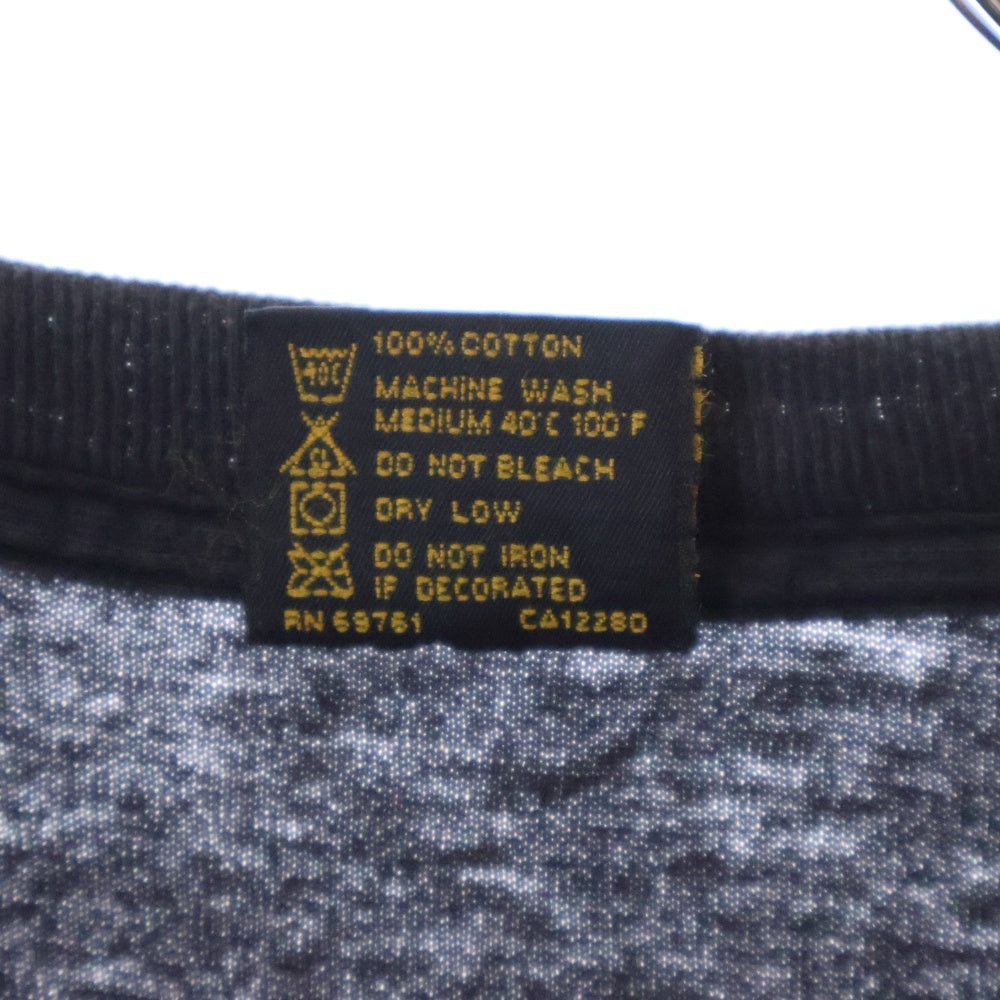 40C
100% COTTON
MACHINE WASH
MEDIUM 40°C 100°F
DO NOT BLEACH
DRY LOW
DO NOT IRON
IF DECORATED
RN 69761 CA12280